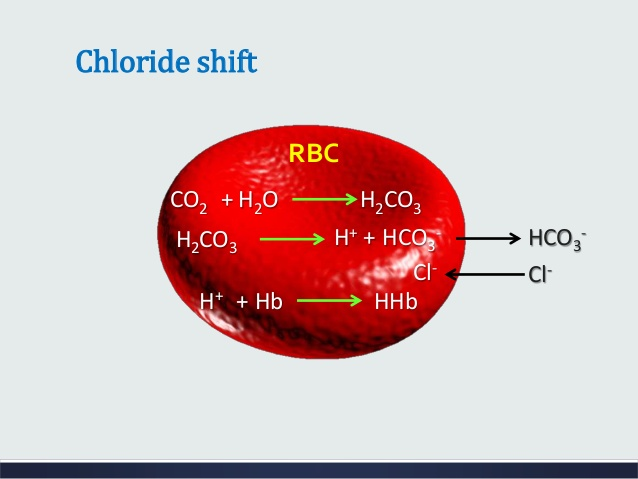 Chloride shift
RBC
CO₂ + H₂O → H₂CO₃
H₂CO₃ → H⁺ + HCO₃⁻ → HCO₃⁻
Cl⁻ ← Cl⁻
H⁺ + Hb → HHb